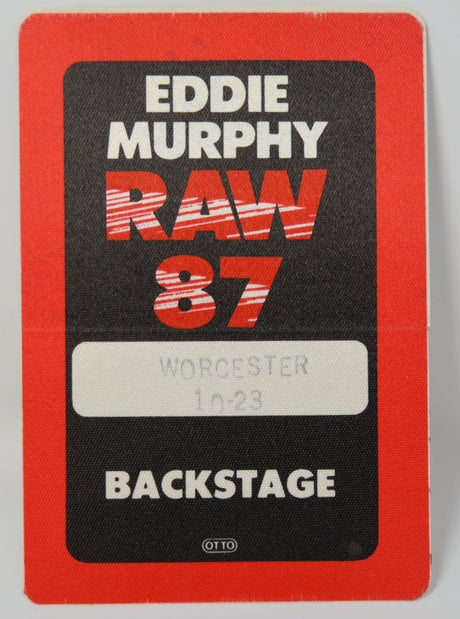 EDDIE
MURPHY
RAW
87
WORCESTER
10-23
BACKSTAGE
OTTO